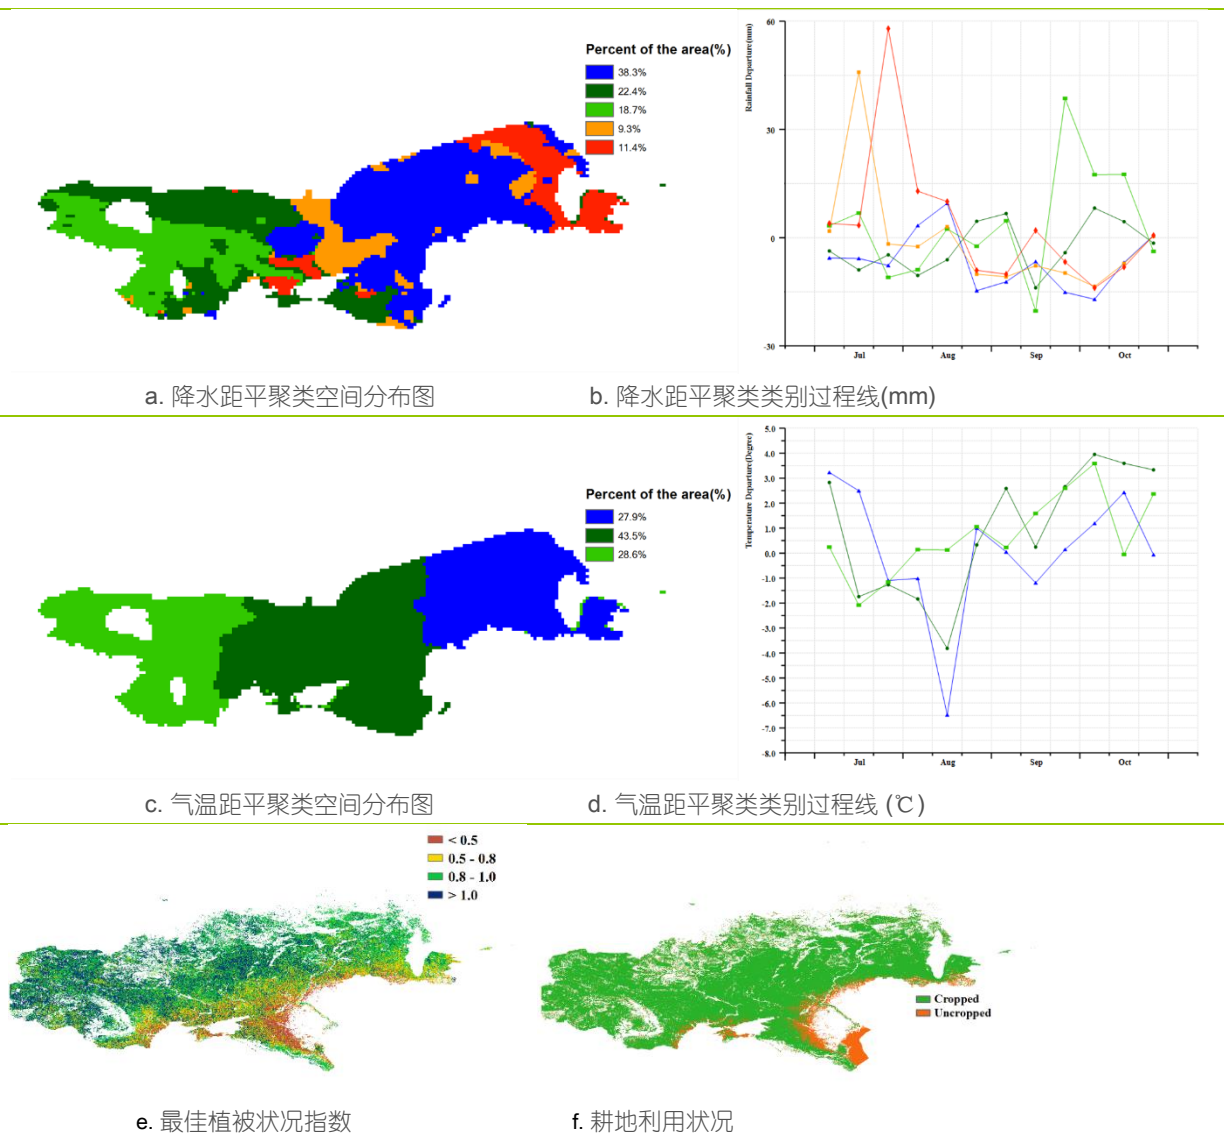 Percent of the area(%)
38.3%
22.4%
18.7%
9.3%
11.4%
Rainfall Departure(mm)
60
30
0
-30
Jul
Aug
Sep
Oct
a. 降水距平聚类空间分布图
b. 降水距平聚类类别过程线(mm)
Percent of the area(%)
27.9%
43.5%
28.6%
Temperature Departure(Degree)
5.0
4.0
3.0
2.0
1.0
0.0
-1.0
-2.0
-3.0
-4.0
-5.0
-6.0
-7.0
-8.0
Jul
Aug
Sep
Oct
c. 气温距平聚类空间分布图
d. 气温距平聚类类别过程线 (℃)
< 0.5
0.5 - 0.8
0.8 - 1.0
> 1.0
Cropped
Uncropped
e. 最佳植被状况指数
f. 耕地利用状况